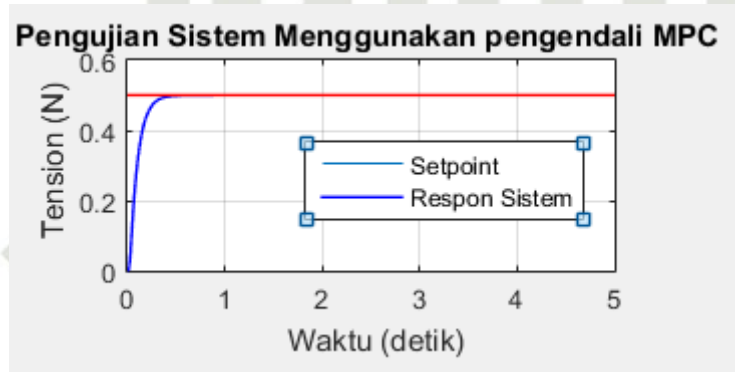 Pengujian Sistem Menggunakan pengendali MPC
0.6
0.4
0.2
0
Tension (N)
Setpoint
Respon Sistem
0 1 2 3 4 5
Waktu (detik)